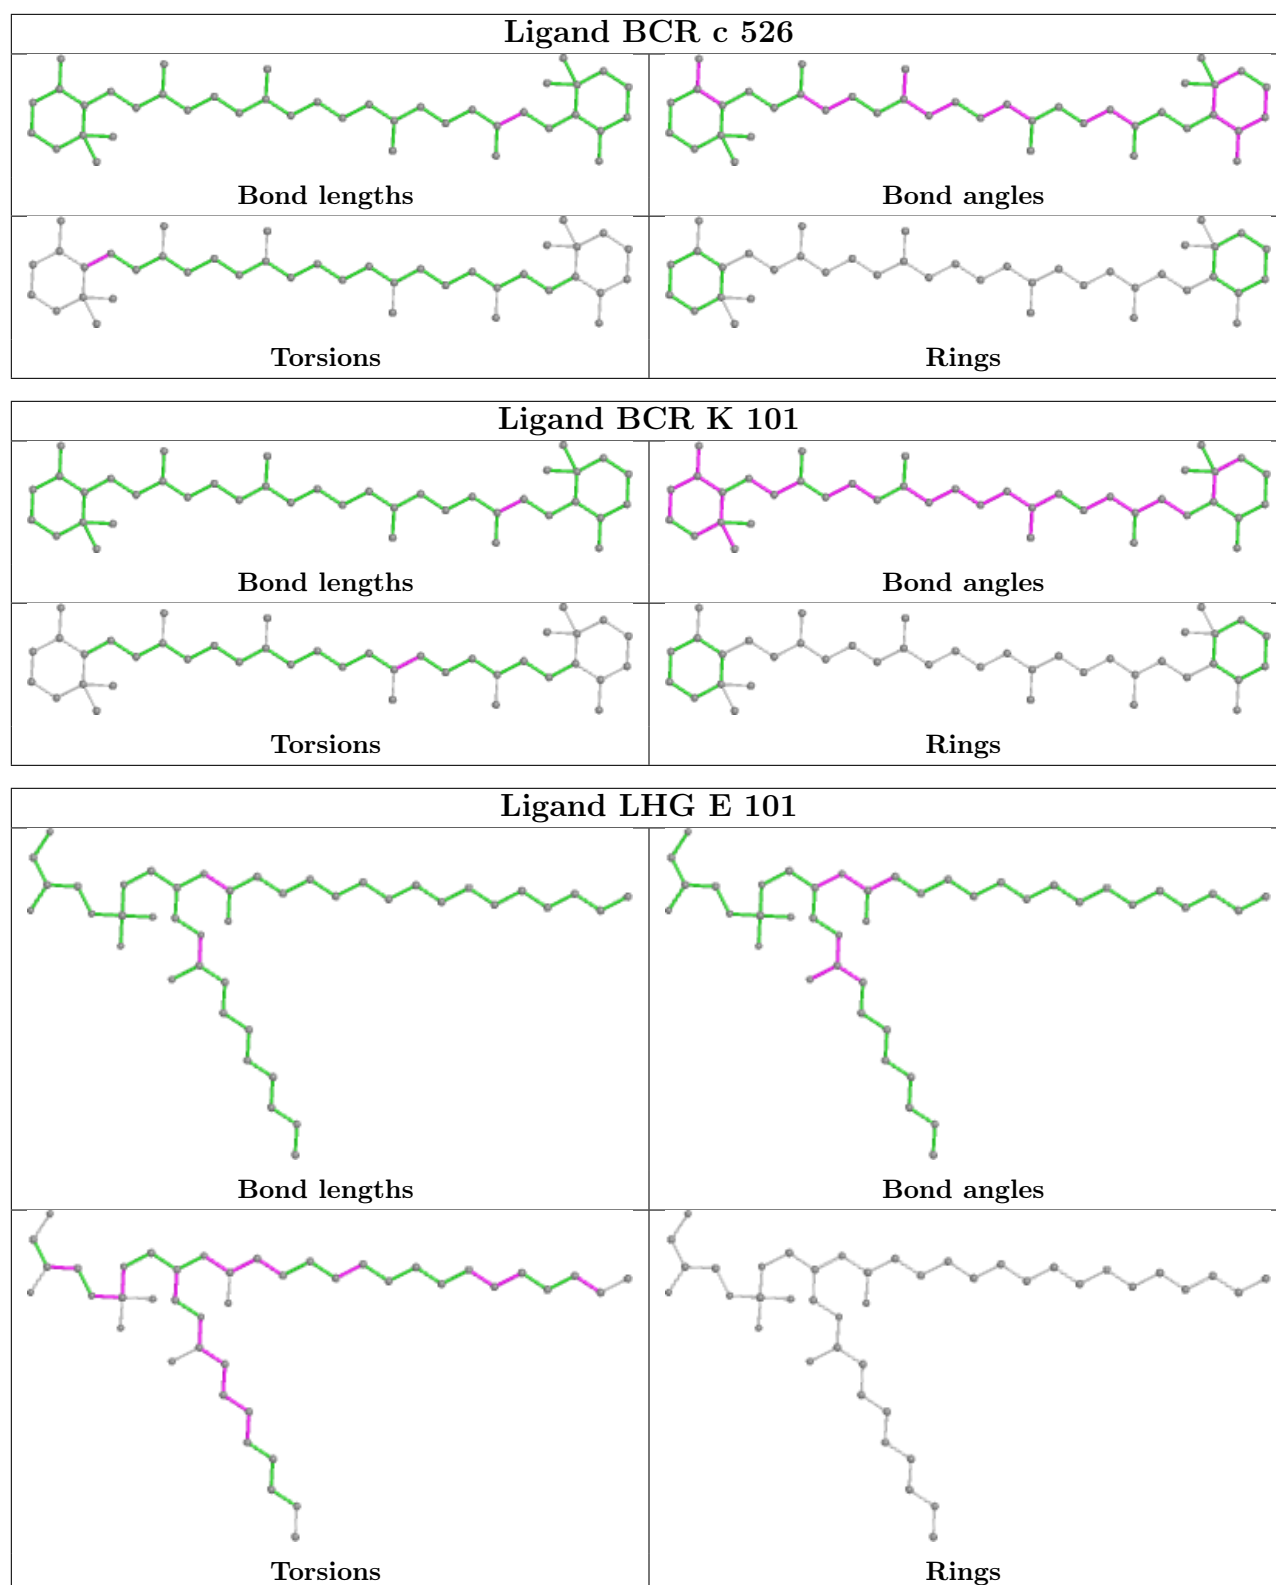 Ligand BCR c 526
Bond lengths
Bond angles
Torsions
Rings
Ligand BCR K 101
Bond lengths
Bond angles
Torsions
Rings
Ligand LHG E 101
Bond lengths
Bond angles
Torsions
Rings